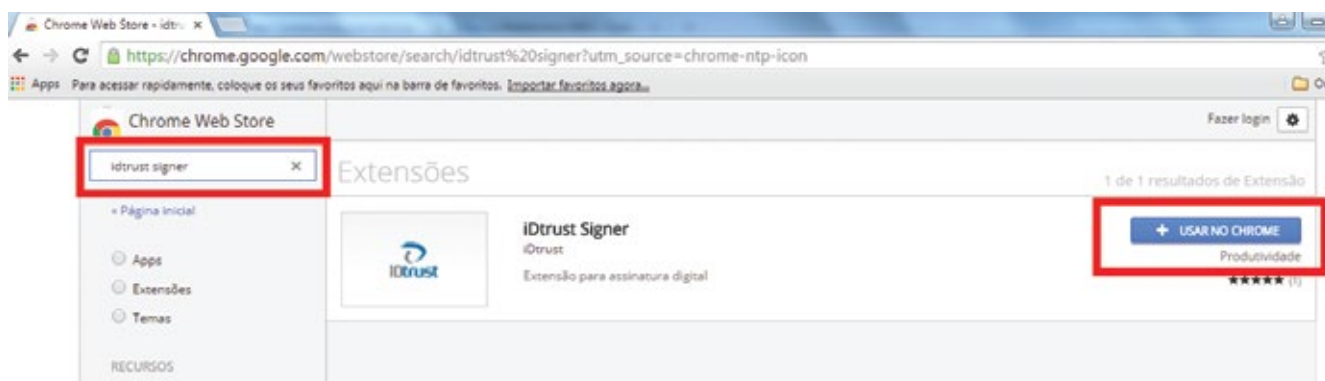 Chrome Web Store - idtr
https://chrome.google.com/webstore/search/idtrust%20signer?utm_source=chrome-ntp-icon
Apps Para acessar rapidamente, coloque os seus favoritos aqui na barra de favoritos. Importar favoritos agora...
Chrome Web Store
Fazer login
idtrust signer
Extensões
1 de 1 resultados de Extensão
« Página inicial
Apps
Extensões
Temas
RECURSOS
IDtrust
iDtrust Signer
iDtrust
Extensão para assinatura digital
+ USAR NO CHROME
Produtividade
★★★★★ (1)